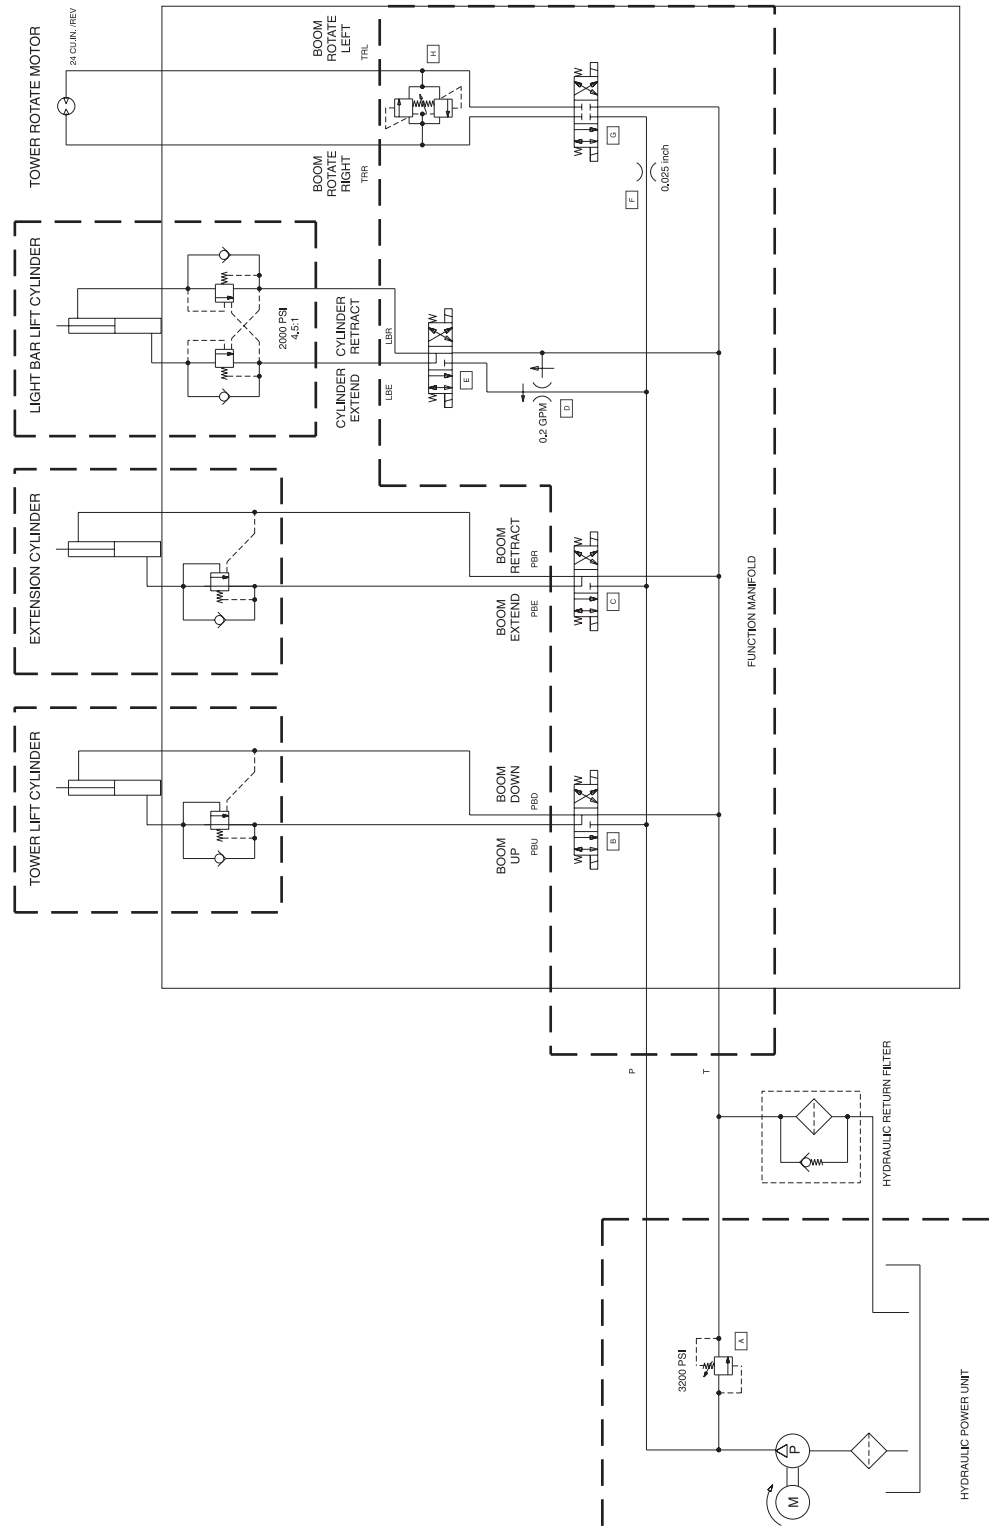 TOWER ROTATE MOTOR
24 CU.IN. /REV
BOOM
ROTATE
LEFT
TRL
H
BOOM
ROTATE
RIGHT
TRR
G
F
0.025 inch
LIGHT BAR LIFT CYLINDER
2000 PSI
4.5:1
CYLINDER
RETRACT
LBR
CYLINDER
EXTEND
LBE
E
0.2 GPM
D
EXTENSION CYLINDER
BOOM
RETRACT
PBR
BOOM
EXTEND
PBE
C
FUNCTION MANIFOLD
TOWER LIFT CYLINDER
BOOM
DOWN
PBD
BOOM
UP
PBU
B
P
T
HYDRAULIC RETURN FILTER
3200 PSI
A
P
M
HYDRAULIC POWER UNIT